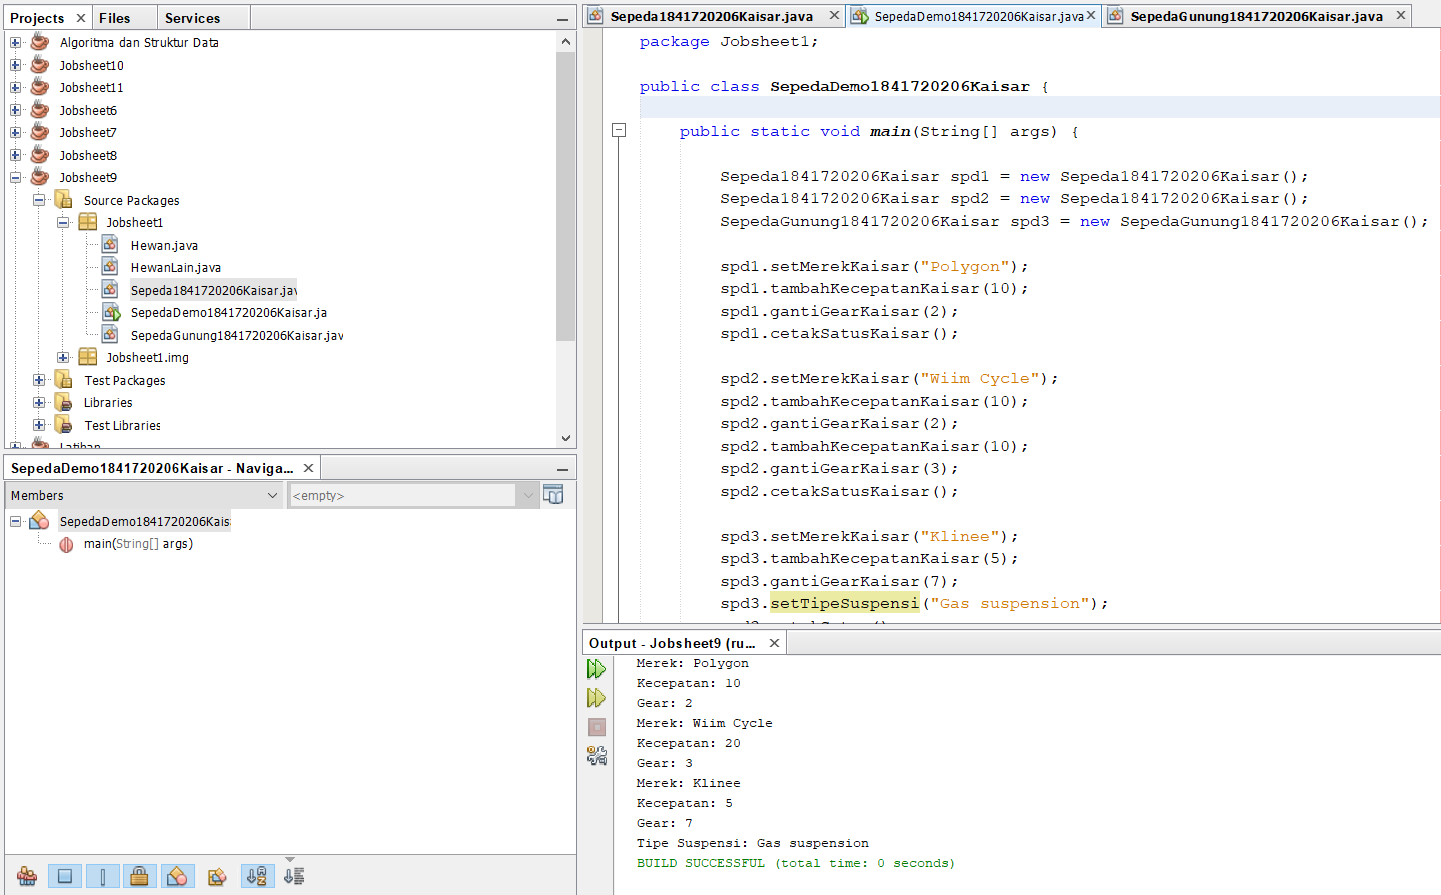 Projects
Files
Services
Algoritma dan Struktur Data
Jobsheet10
Jobsheet11
Jobsheet6
Jobsheet7
Jobsheet8
Jobsheet9
Source Packages
Jobsheet1
Hewan.java
HewanLain.java
Sepeda1841720206Kaisar.jav
SepedaDemo1841720206Kaisar.ja
SepedaGunung1841720206Kaisar.jav
Jobsheet1.img
Test Packages
Libraries
Test Libraries
Latihan
SepedaDemo1841720206Kaisar - Naviga...
Members
<empty>
SepedaDemo1841720206Kais
main(String[] args)
Sepeda1841720206Kaisar.java
SepedaDemo1841720206Kaisar.java
SepedaGunung1841720206Kaisar.java
package Jobsheet1;
public class SepedaDemo1841720206Kaisar {
public static void main(String[] args) {
Sepeda1841720206Kaisar spd1 = new Sepeda1841720206Kaisar();
Sepeda1841720206Kaisar spd2 = new Sepeda1841720206Kaisar();
SepedaGunung1841720206Kaisar spd3 = new SepedaGunung1841720206Kaisar();
spd1.setMerekKaisar("Polygon");
spd1.tambahKecepatanKaisar(10);
spd1.gantiGearKaisar(2);
spd1.cetakSatusKaisar();
spd2.setMerekKaisar("Wiim Cycle");
spd2.tambahKecepatanKaisar(10);
spd2.gantiGearKaisar(2);
spd2.tambahKecepatanKaisar(10);
spd2.gantiGearKaisar(3);
spd2.cetakSatusKaisar();
spd3.setMerekKaisar("Klinee");
spd3.tambahKecepatanKaisar(5);
spd3.gantiGearKaisar(7);
spd3.setTipeSuspensi("Gas suspension");
Output - Jobsheet9 (ru...
Merek: Polygon
Kecepatan: 10
Gear: 2
Merek: Wiim Cycle
Kecepatan: 20
Gear: 3
Merek: Klinee
Kecepatan: 5
Gear: 7
Tipe Suspensi: Gas suspension
BUILD SUCCESSFUL (total time: 0 seconds)